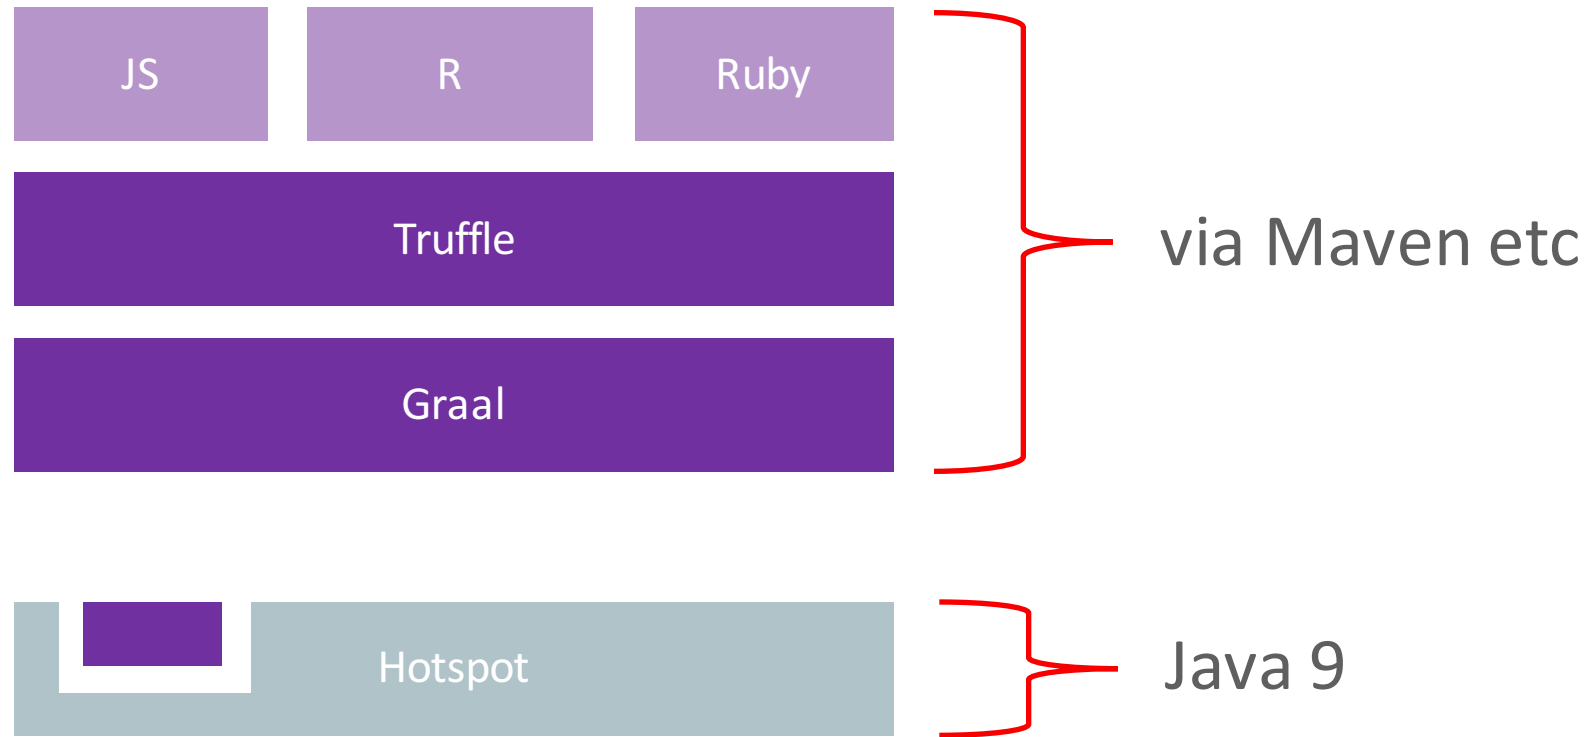 JS
R
Ruby
Truffle
Graal
via Maven etc
Hotspot
Java 9